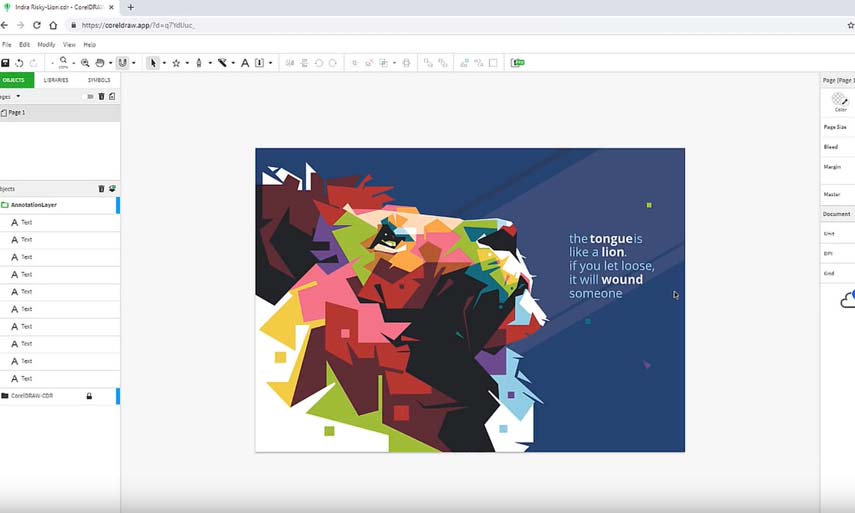 Indra Risky-Lion.cdr - CorelDRAW
https://coreldraw.app/?d=q7YdUuc_
File Edit Modify View Help
OBJECTS LIBRARIES SYMBOLS
Page 1
AnnotationLayer
Text
Text
Text
Text
Text
Text
Text
Text
Text
Text
CorelDRAW-CDR
the tongue is
like a lion.
if you let loose,
it will wound
someone
Page (Page 1
Color
Page Size
Bleed
Margin
Master
Document
Unit
DPI
Grid